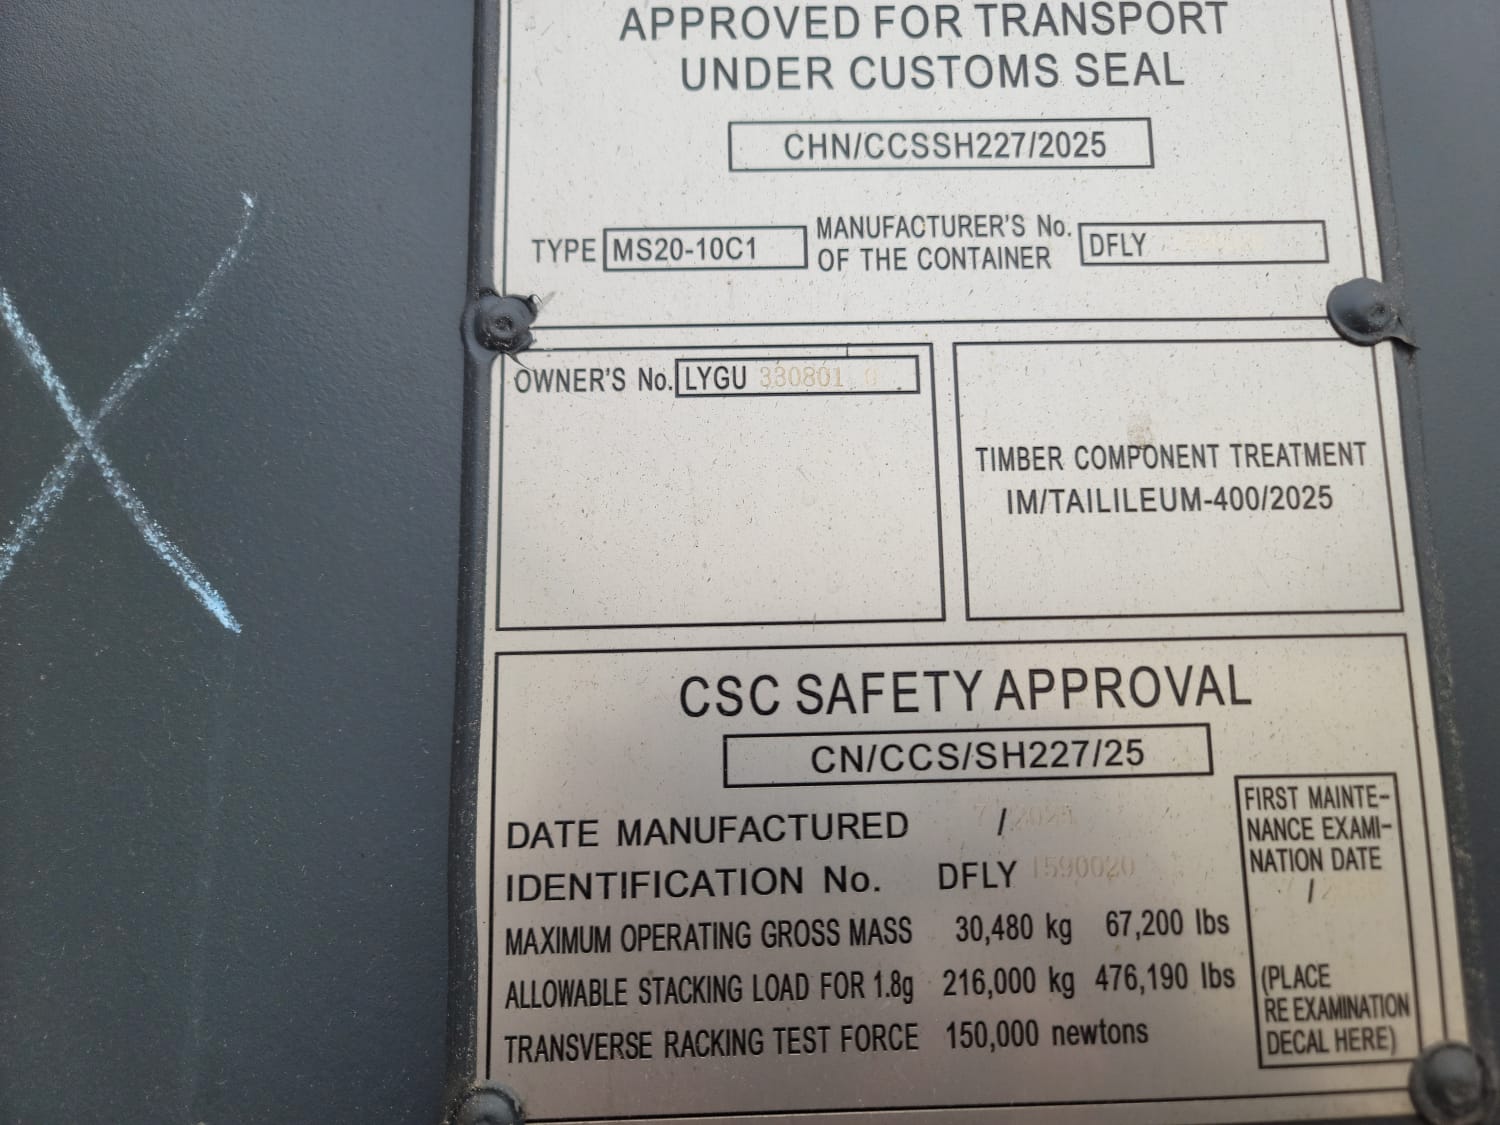 APPROVED FOR TRANSPORT
UNDER CUSTOMS SEAL
CHN/CCSSH227/2025
TYPE MS20-10C1
MANUFACTURER'S No.
OF THE CONTAINER
DFLY
OWNER'S No. LYGU 330801 0
TIMBER COMPONENT TREATMENT
IM/TAILILEUM-400/2025
CSC SAFETY APPROVAL
CN/CCS/SH227/25
DATE MANUFACTURED 7/
IDENTIFICATION No. DFLY 1590020
MAXIMUM OPERATING GROSS MASS 30,480 kg 67,200 lbs
ALLOWABLE STACKING LOAD FOR 1.8g 216,000 kg 476,190 lbs
TRANSVERSE RACKING TEST FORCE 150,000 newtons
FIRST MAINTE-
NANCE EXAMI-
NATION DATE
/
(PLACE
RE EXAMINATION
DECAL HERE)